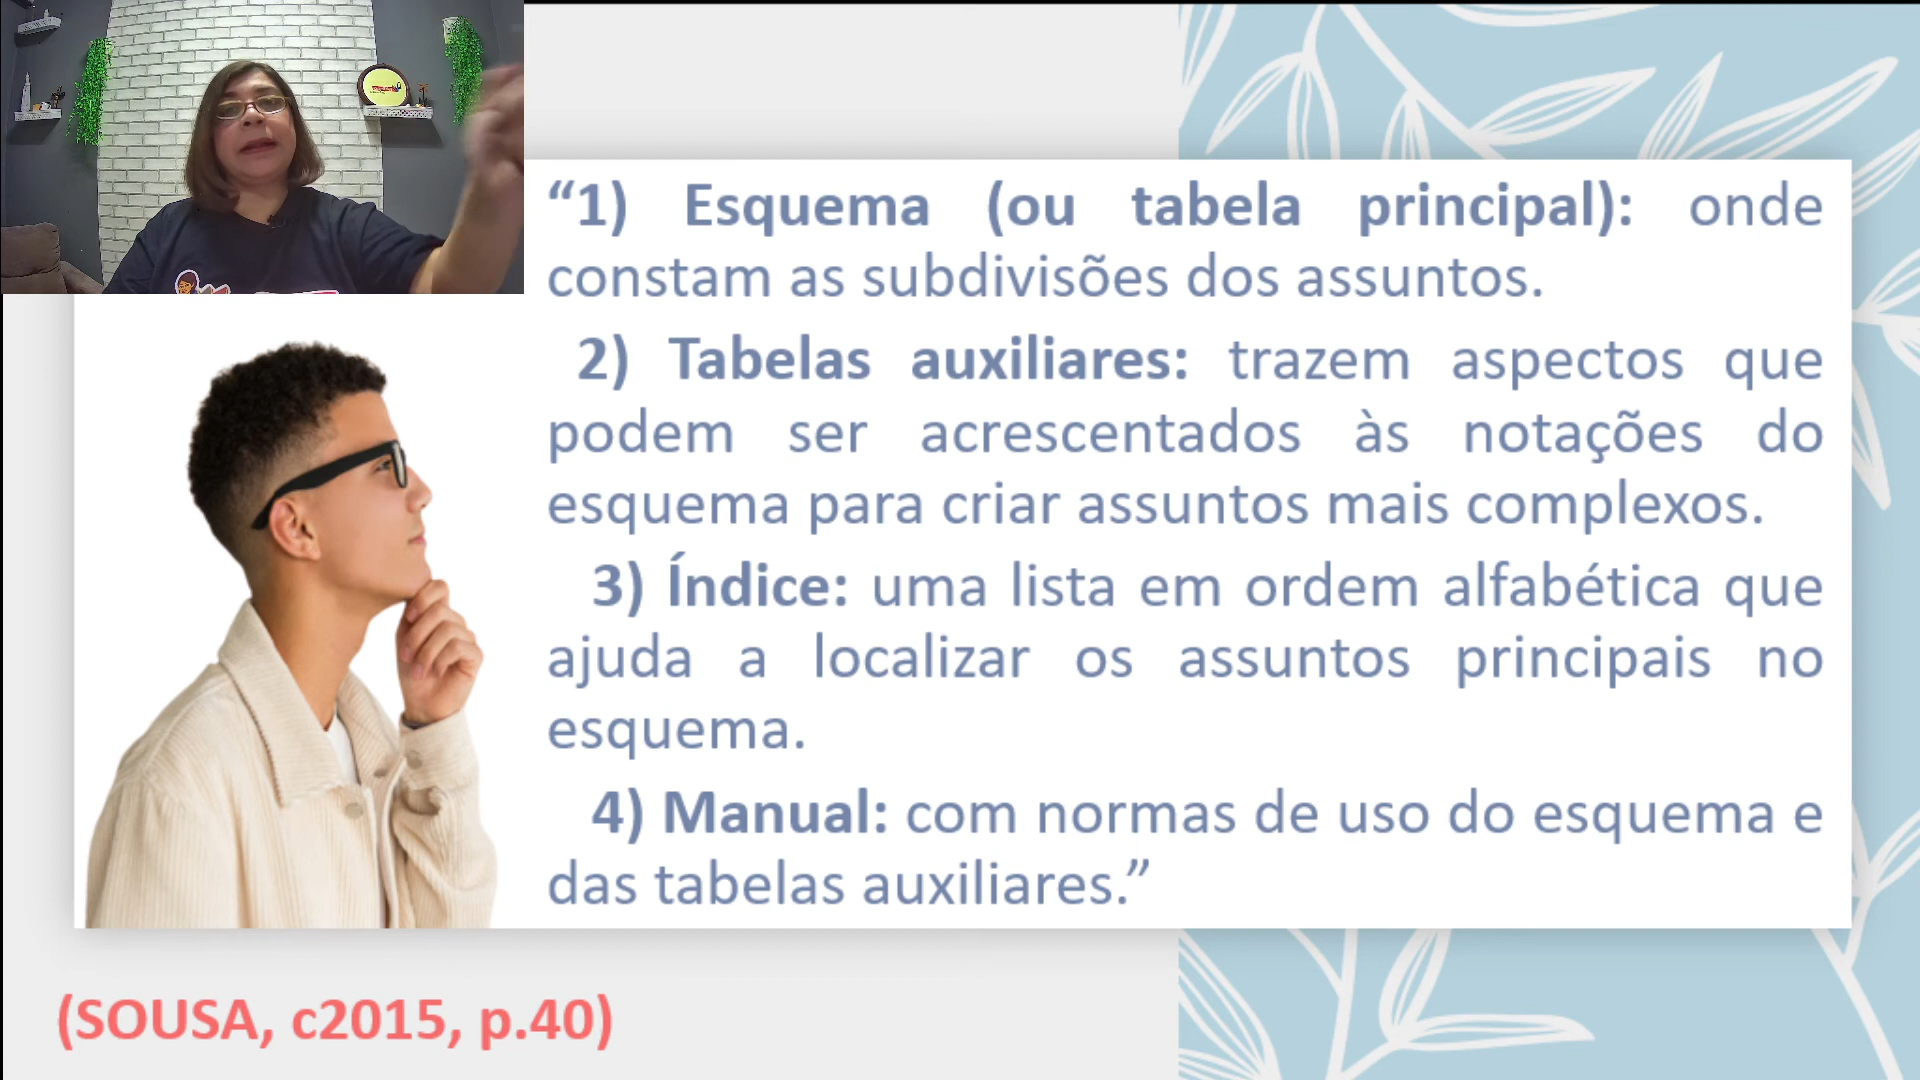 “1) Esquema (ou tabela principal): onde
constam as subdivisões dos assuntos.
2) Tabelas auxiliares: trazem aspectos que
podem ser acrescentados às notações do
esquema para criar assuntos mais complexos.
3) Índice: uma lista em ordem alfabética que
ajuda a localizar os assuntos principais no
esquema.
4) Manual: com normas de uso do esquema e
das tabelas auxiliares.”
(SOUSA, c2015, p.40)